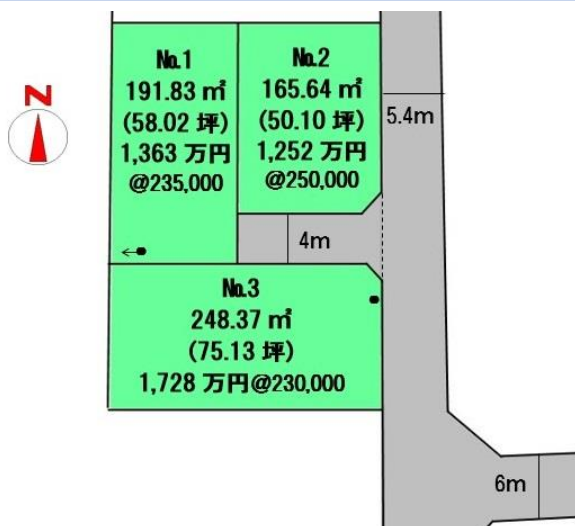 No.1
191.83 ㎡
(58.02 坪)
1,363 万円
@235,000
No.2
165.64 ㎡
(50.10 坪)
1,252 万円
@250,000
5.4m
N
4m
No.3
248.37 ㎡
(75.13 坪)
1,728 万円@230,000
6m